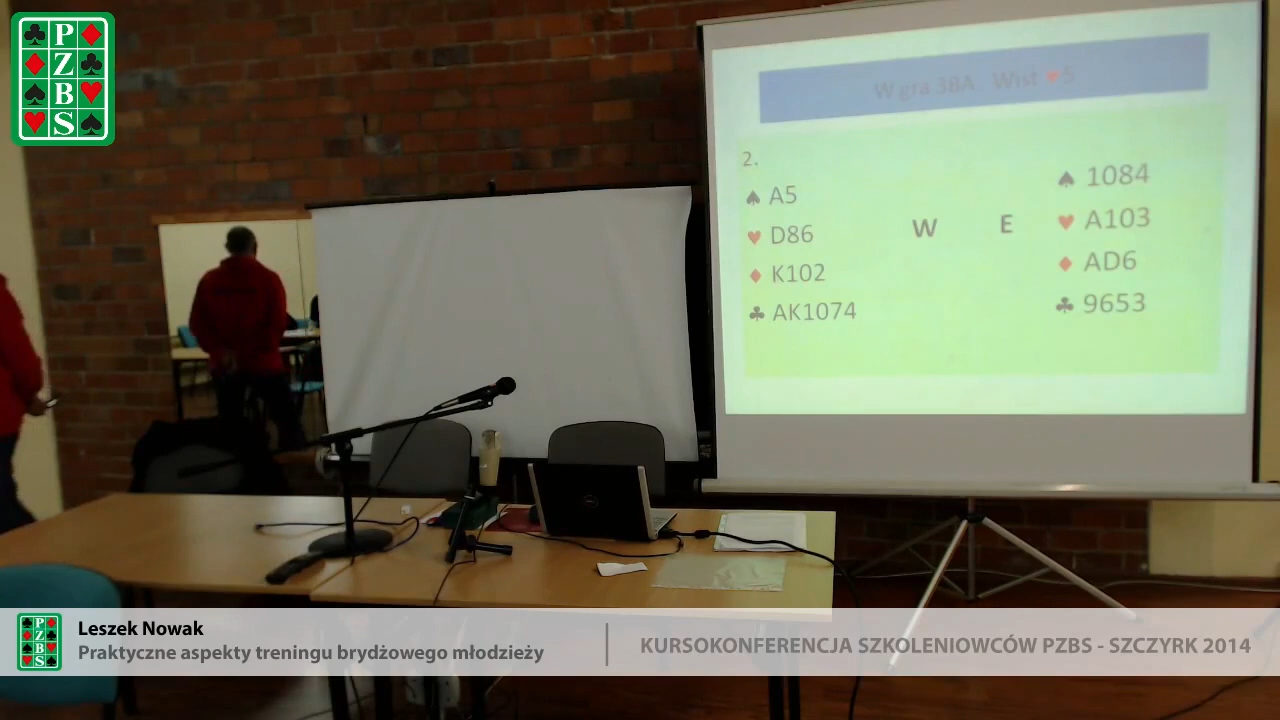 P
Z
B
S
W gra 3BA Wist ♥5
2.
♠ A5
♥ D86
♦ K102
♣ AK1074
W E
♠ 1084
♥ A103
♦ AD6
♣ 9653
P
Z
B
S
Leszek Nowak
Praktyczne aspekty treningu brydżowego młodzieży
KURSOKONFERENCJA SZKOLENIOWCÓW PZBS - SZCZYRK 2014